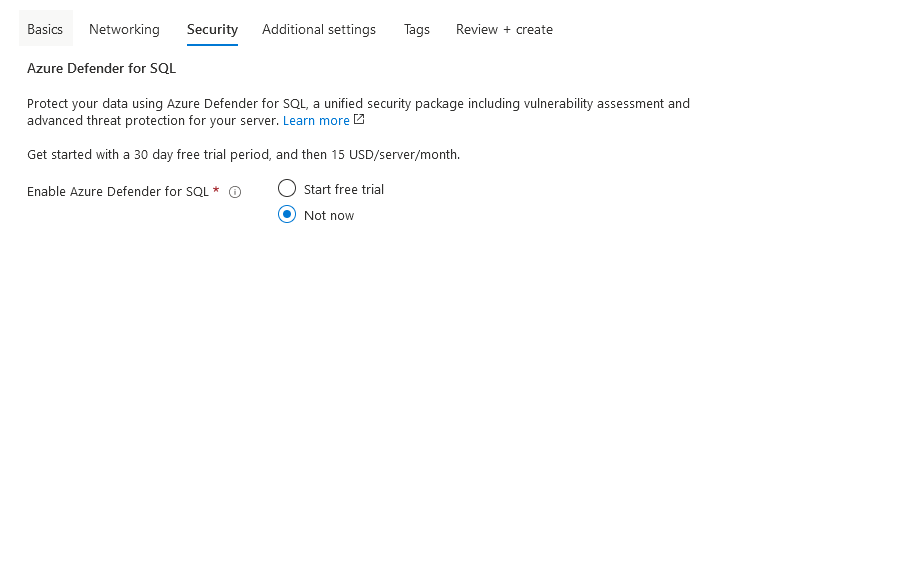 Basics Networking Security Additional settings Tags Review + create
Azure Defender for SQL
Protect your data using Azure Defender for SQL, a unified security package including vulnerability assessment and
advanced threat protection for your server. Learn more
Get started with a 30 day free trial period, and then 15 USD/server/month.
Enable Azure Defender for SQL * Start free trial
Not now